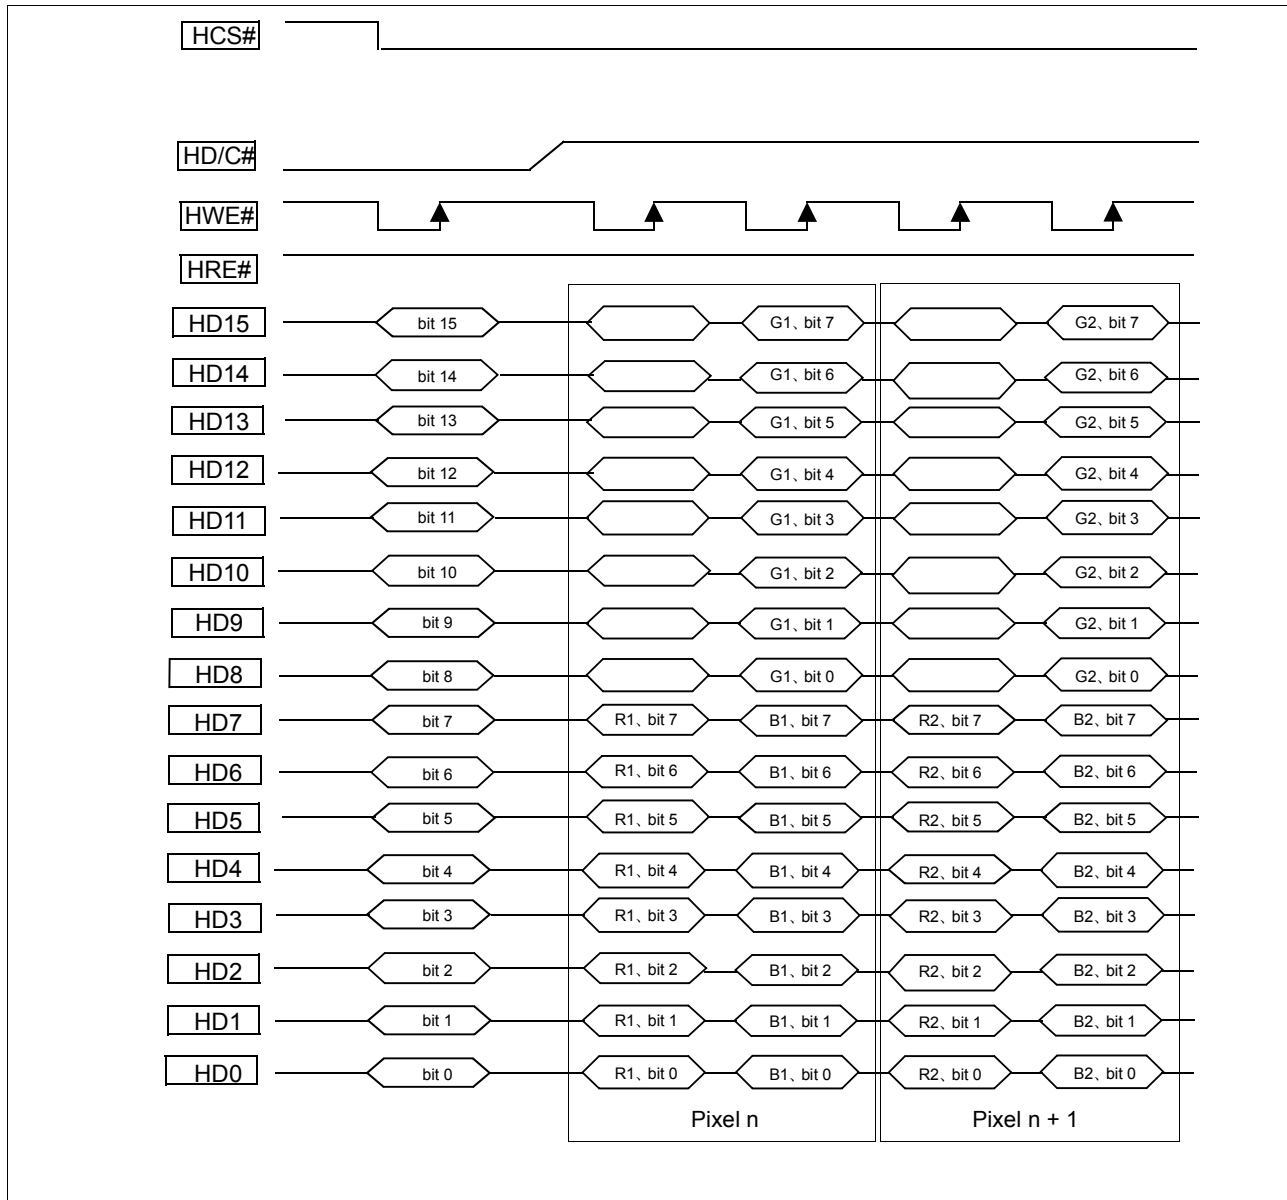 HCS#
HD/C#
HWE#
HRE#
HD15 bit 15 G1、bit 7 G2、bit 7
HD14 bit 14 G1、bit 6 G2、bit 6
HD13 bit 13 G1、bit 5 G2、bit 5
HD12 bit 12 G1、bit 4 G2、bit 4
HD11 bit 11 G1、bit 3 G2、bit 3
HD10 bit 10 G1、bit 2 G2、bit 2
HD9 bit 9 G1、bit 1 G2、bit 1
HD8 bit 8 G1、bit 0 G2、bit 0
HD7 bit 7 R1、bit 7 B1、bit 7 R2、bit 7 B2、bit 7
HD6 bit 6 R1、bit 6 B1、bit 6 R2、bit 6 B2、bit 6
HD5 bit 5 R1、bit 5 B1、bit 5 R2、bit 5 B2、bit 5
HD4 bit 4 R1、bit 4 B1、bit 4 R2、bit 4 B2、bit 4
HD3 bit 3 R1、bit 3 B1、bit 3 R2、bit 3 B2、bit 3
HD2 bit 2 R1、bit 2 B1、bit 2 R2、bit 2 B2、bit 2
HD1 bit 1 R1、bit 1 B1、bit 1 R2、bit 1 B2、bit 1
HD0 bit 0 R1、bit 0 B1、bit 0 R2、bit 0 B2、bit 0
Pixel n Pixel n + 1